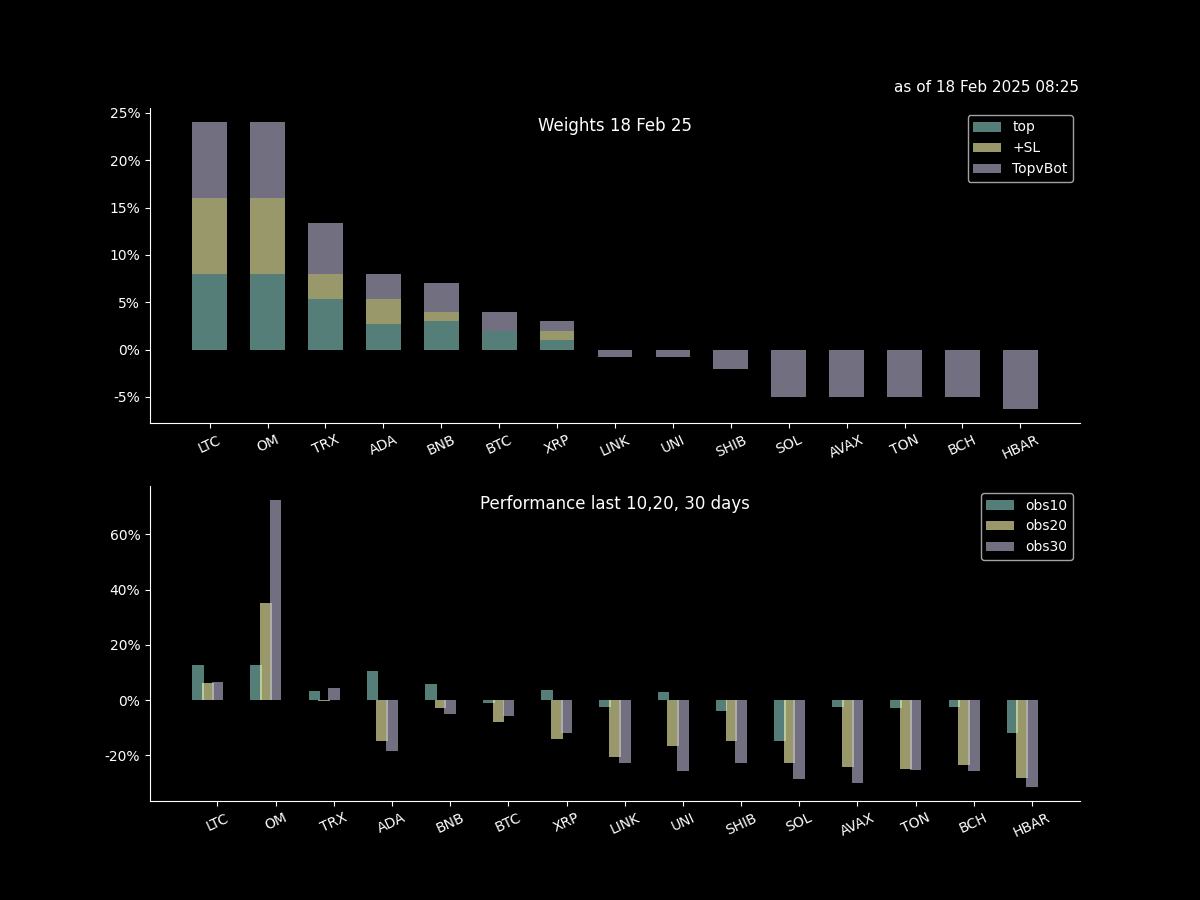 as of 18 Feb 2025 08:25
Weights 18 Feb 25
25%
20%
15%
10%
5%
0%
-5%
top
+SL
TopvBot
LTC OM TRX ADA BNB BTC XRP LINK UNI SHIB SOL AVAX TON BCH HBAR
Performance last 10,20, 30 days
60%
40%
20%
0%
-20%
obs10
obs20
obs30
LTC OM TRX ADA BNB BTC XRP LINK UNI SHIB SOL AVAX TON BCH HBAR